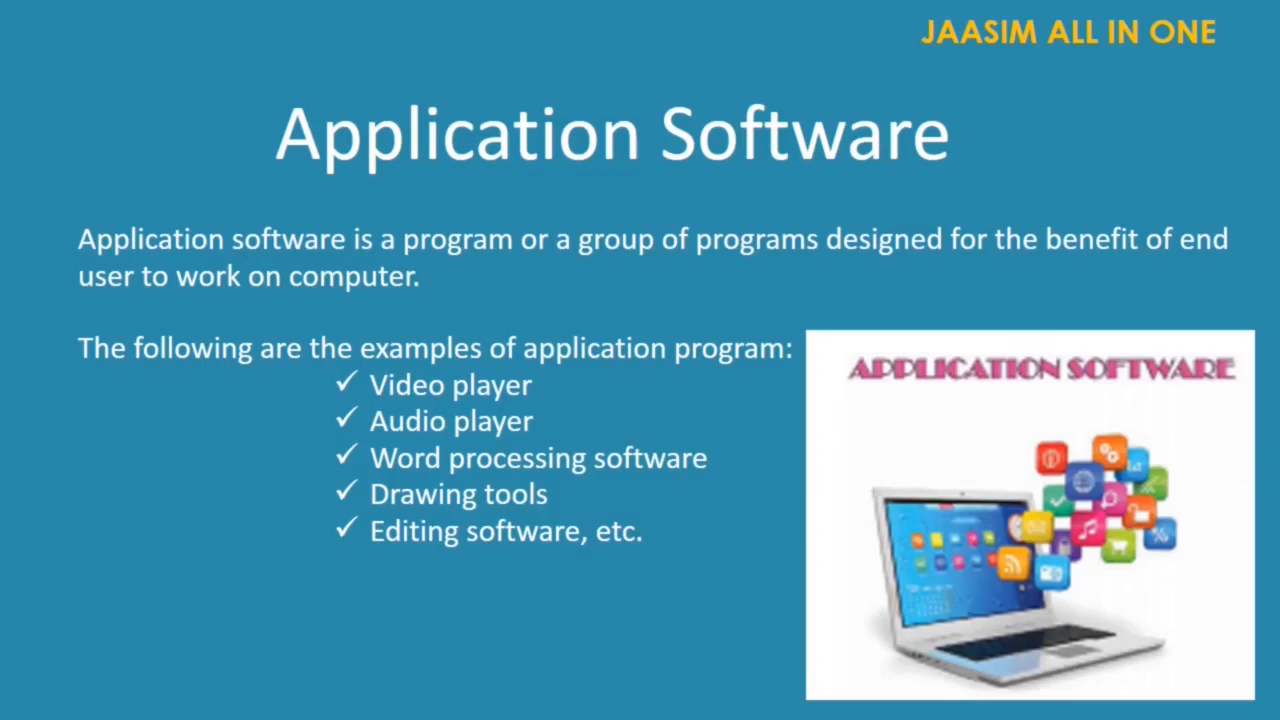 JAASIM ALL IN ONE
Application Software
Application software is a program or a group of programs designed for the benefit of end
user to work on computer.
The following are the examples of application program:
✓ Video player
✓ Audio player
✓ Word processing software
✓ Drawing tools
✓ Editing software, etc.
APPLICATION SOFTWARE